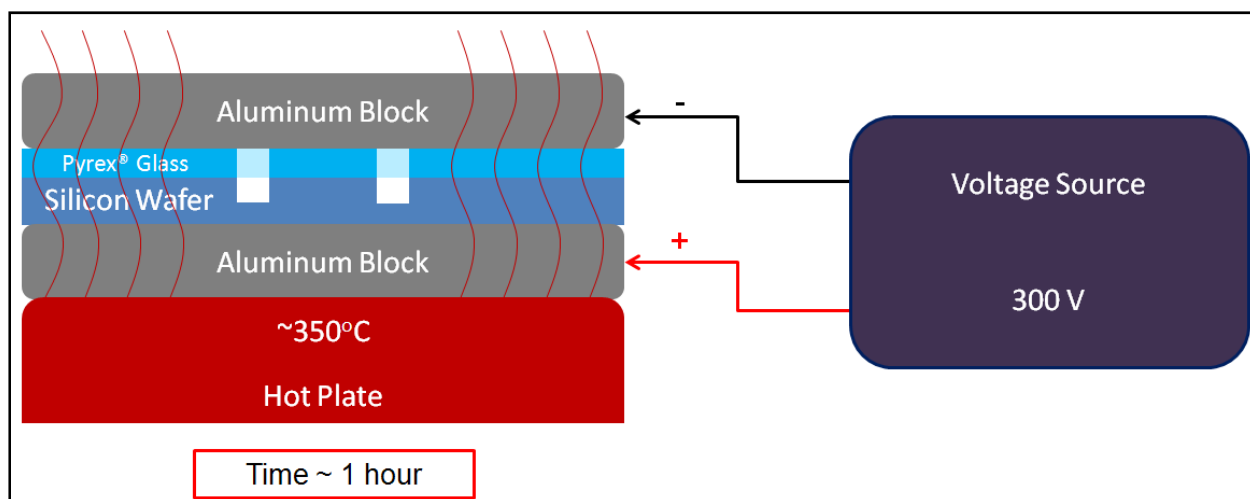 Aluminum Block
-
Pyrex® Glass
Silicon Wafer
Voltage Source
+
Aluminum Block
300 V
~350°C
Hot Plate
Time ~ 1 hour